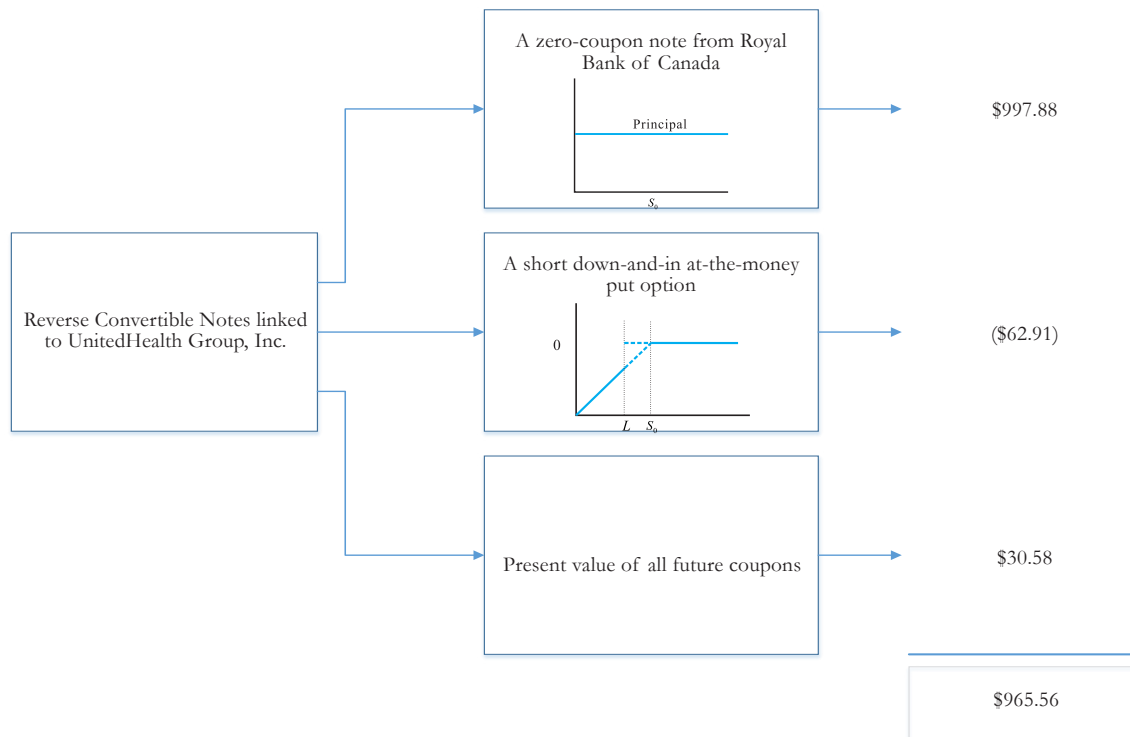 A zero-coupon note from Royal
Bank of Canada
Principal
S₀
$997.88
Reverse Convertible Notes linked
to UnitedHealth Group, Inc.
A short down-and-in at-the-money
put option
0
L S₀
($62.91)
Present value of all future coupons
$30.58
$965.56